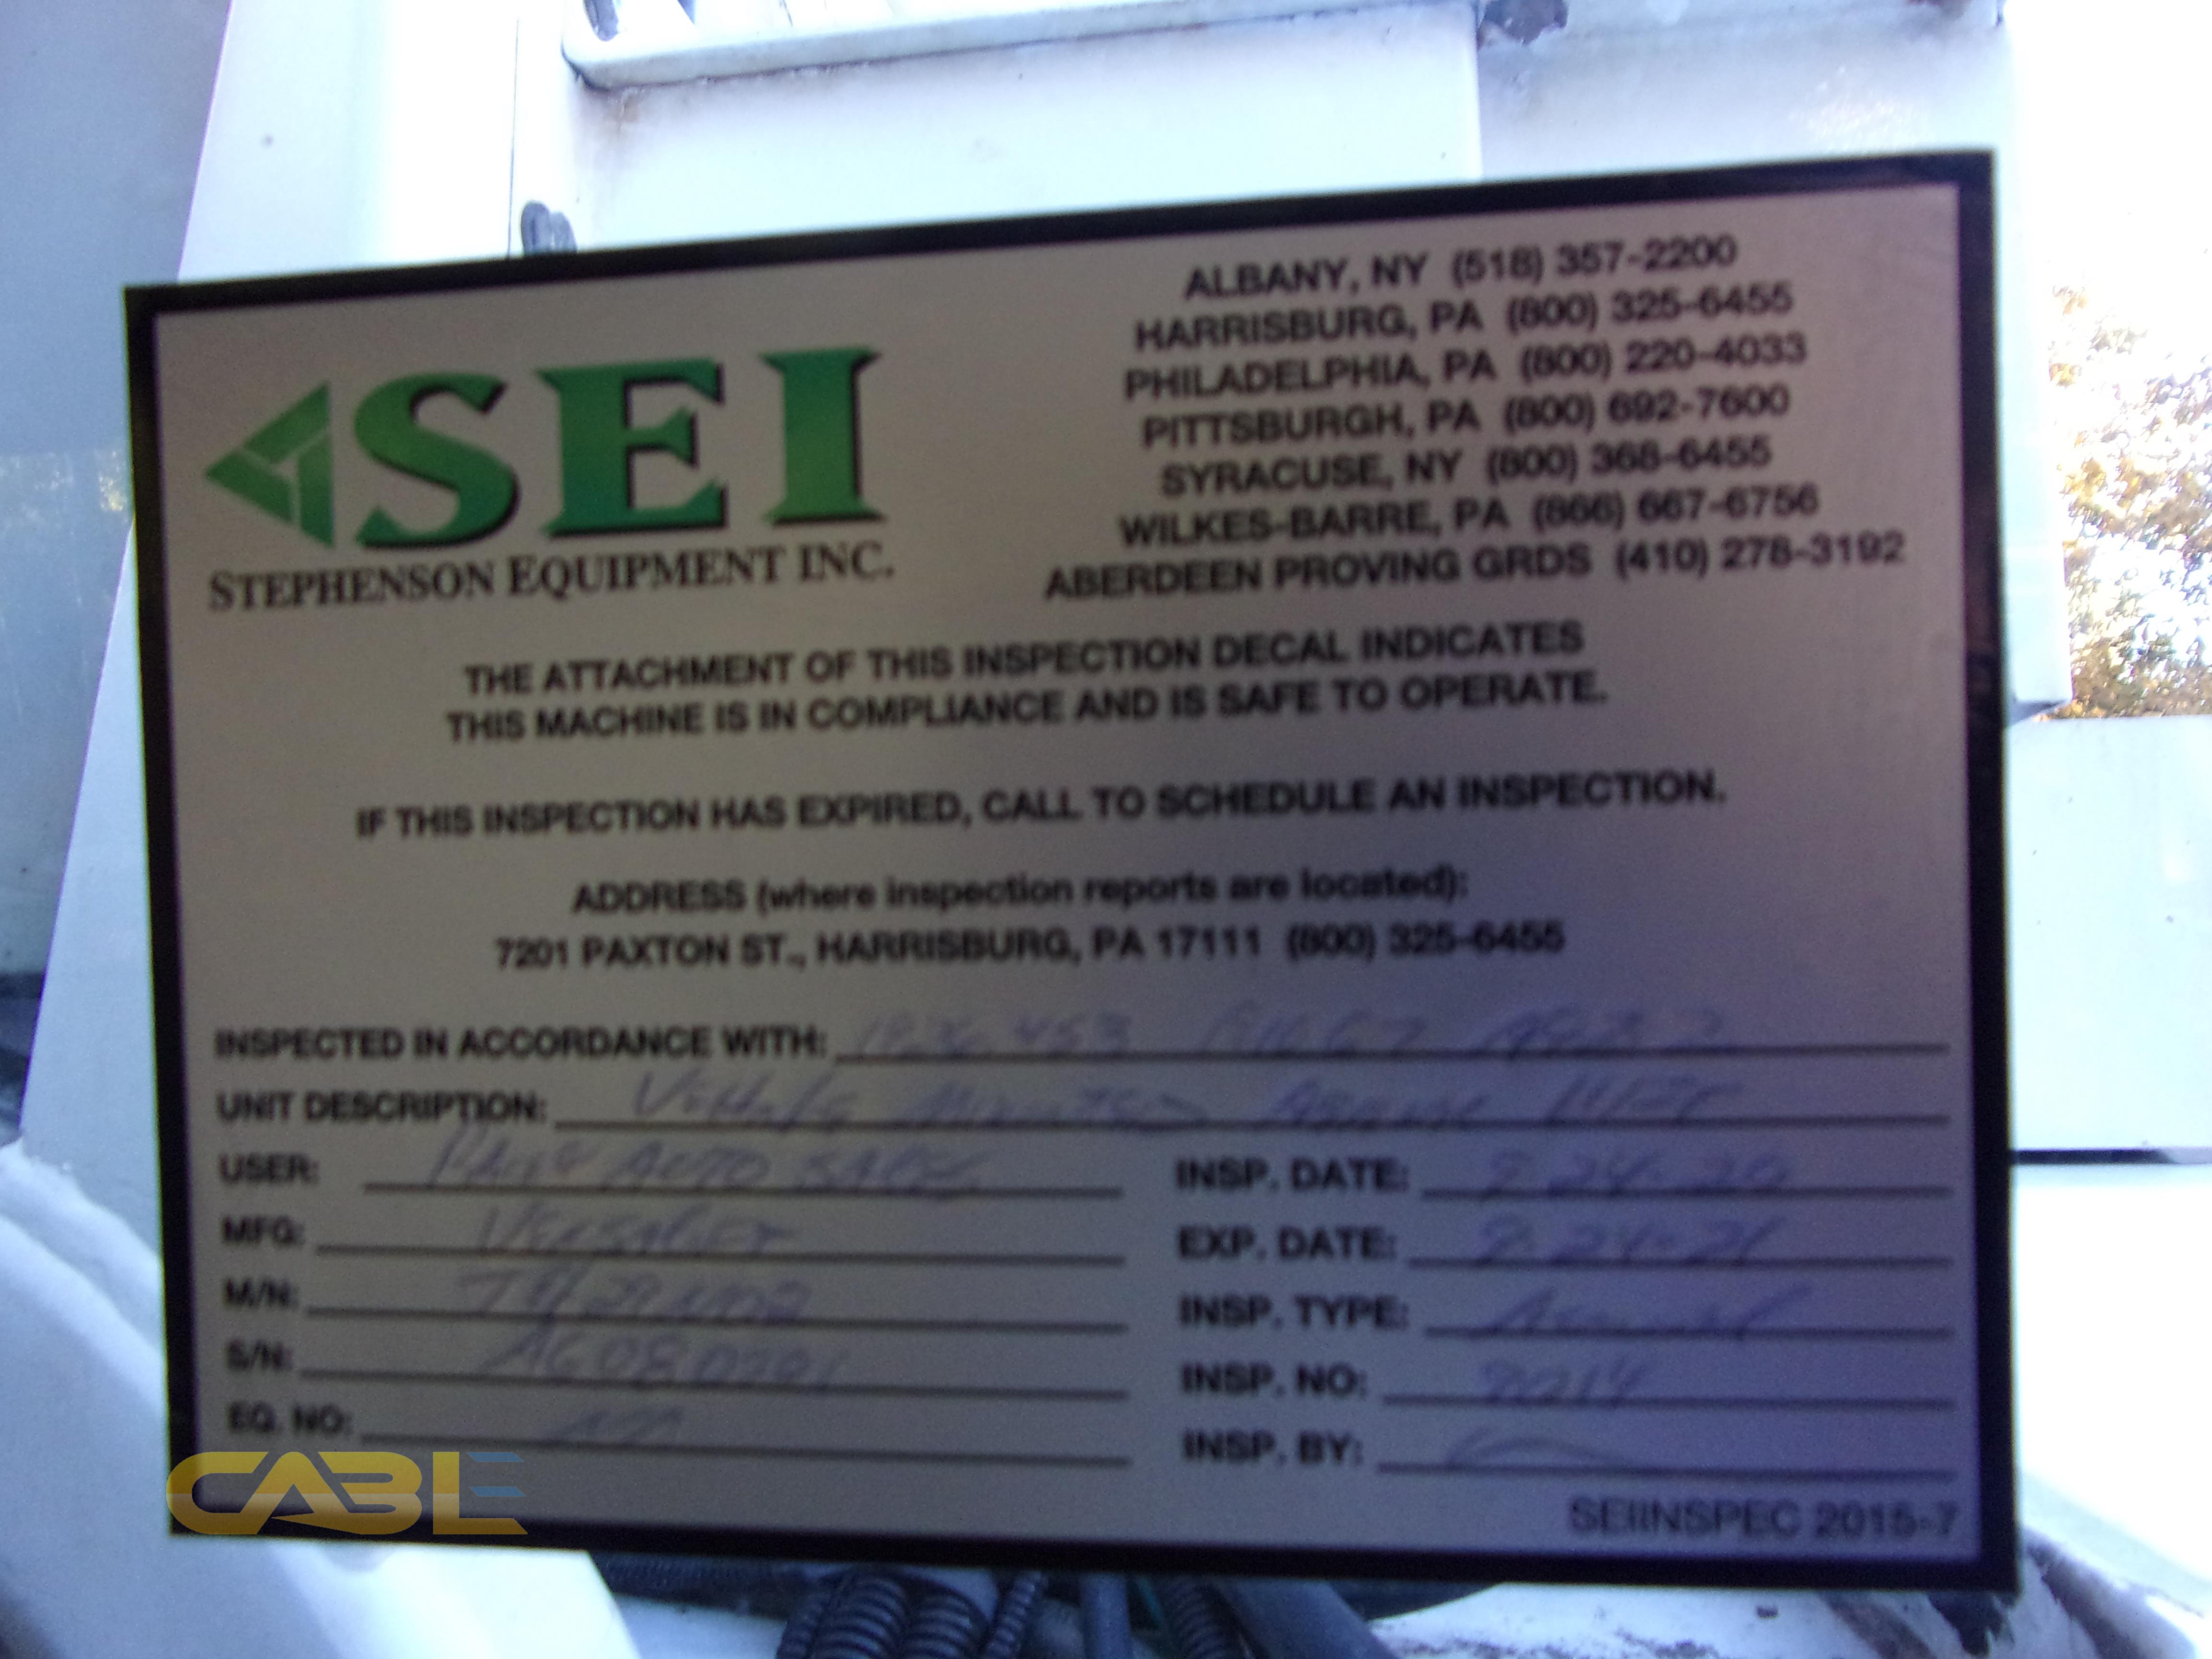 SEI
STEPHENSON EQUIPMENT INC.
ALBANY, NY (518) 357-2200
HARRISBURG, PA (800) 325-6455
PHILADELPHIA, PA (800) 220-4033
PITTSBURGH, PA (800) 692-7600
SYRACUSE, NY (800) 368-6455
WILKES-BARRE, PA (866) 667-6756
ABERDEEN PROVING GRDS (410) 278-3192
THE ATTACHMENT OF THIS INSPECTION DECAL INDICATES
THIS MACHINE IS IN COMPLIANCE AND IS SAFE TO OPERATE.
IF THIS INSPECTION HAS EXPIRED, CALL TO SCHEDULE AN INSPECTION.
ADDRESS (where inspection reports are located):
7201 PAXTON ST., HARRISBURG, PA 17111 (800) 325-6455
INSPECTED IN ACCORDANCE WITH:
UNIT DESCRIPTION:
USER: AUTO SALES
MFG:
M/N:
S/N:
EQ. NO:
INSP. DATE:
EXP. DATE:
INSP. TYPE: Annual
INSP. NO:
INSP. BY:
SEIINSPEC 2015-7
CABLE